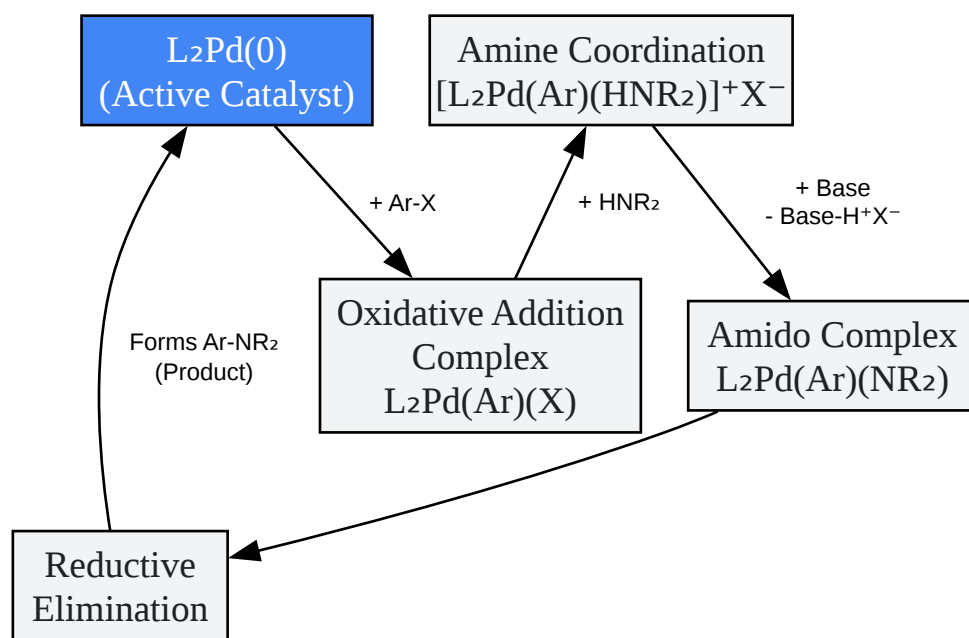 L₂Pd(0)
(Active Catalyst)
Amine Coordination
[L₂Pd(Ar)(HNR₂)]⁺X⁻
+ Ar-X
+ HNR₂
+ Base
- Base-H⁺X⁻
Oxidative Addition
Complex
L₂Pd(Ar)(X)
Amido Complex
L₂Pd(Ar)(NR₂)
Forms Ar-NR₂
(Product)
Reductive
Elimination